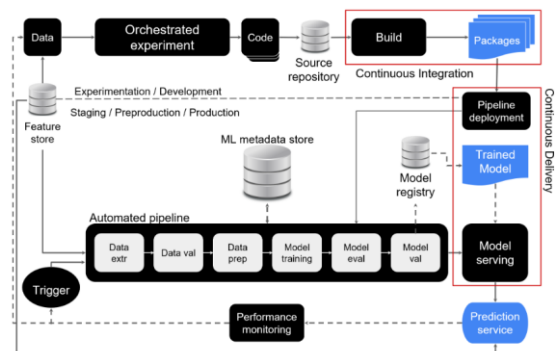 Data
Orchestrated
experiment
Code
Source
repository
Build
Packages
Continuous Integration
Experimentation / Development
Staging / Preproduction / Production
Feature
store
Pipeline
deployment
Continuous Delivery
ML metadata store
Model
registry
Trained
Model
Automated pipeline
Data
extr
Data val
Data
prep
Model
training
Model
eval
Model
val
Model
serving
Trigger
Performance
monitoring
Prediction
service